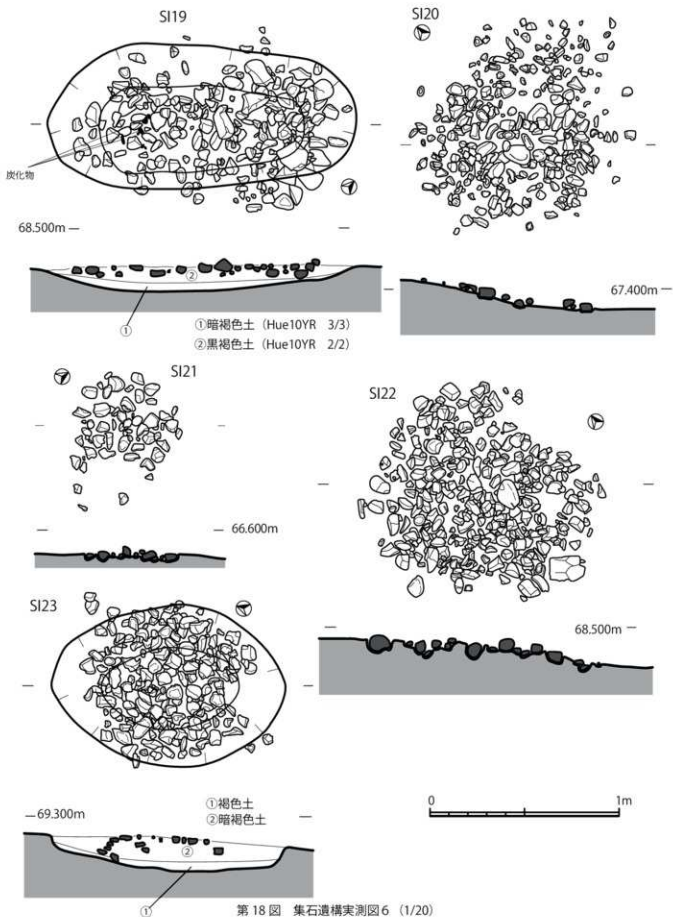 SI19
炭化物
68.500m
②
①
①暗褐色土（Hue10YR 3/3）
②黒褐色土（Hue10YR 2/2）
SI20
67.400m
SI21
66.600m
SI22
68.500m
SI23
69.300m
①褐色土
②暗褐色土
②
①
0 1m
第18図 集石遺構実測図6（1/20）